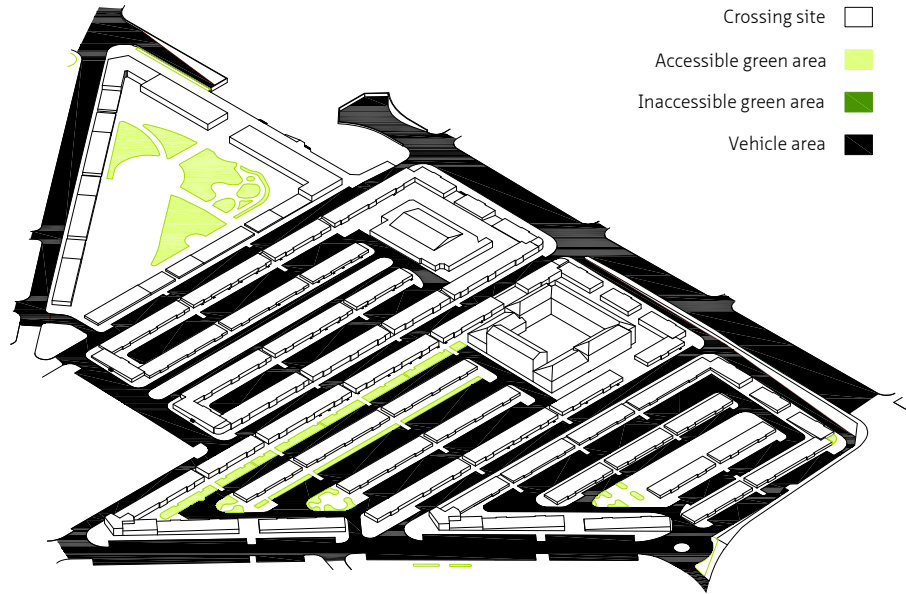 Crossing site
Accessible green area
Inaccessible green area
Vehicle area